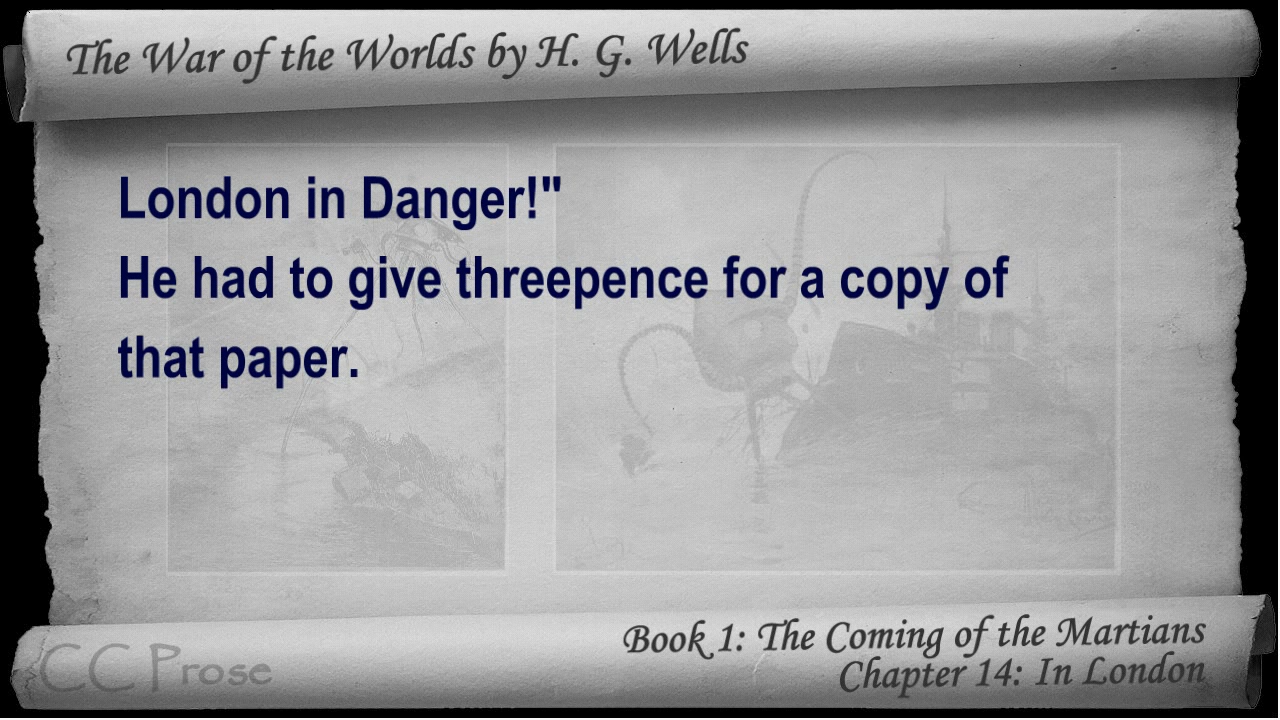 The War of the Worlds by H. G. Wells
London in Danger!"
He had to give threepence for a copy of
that paper.
Book 1: The Coming of the Martians
Chapter 14: In London
CC Prose